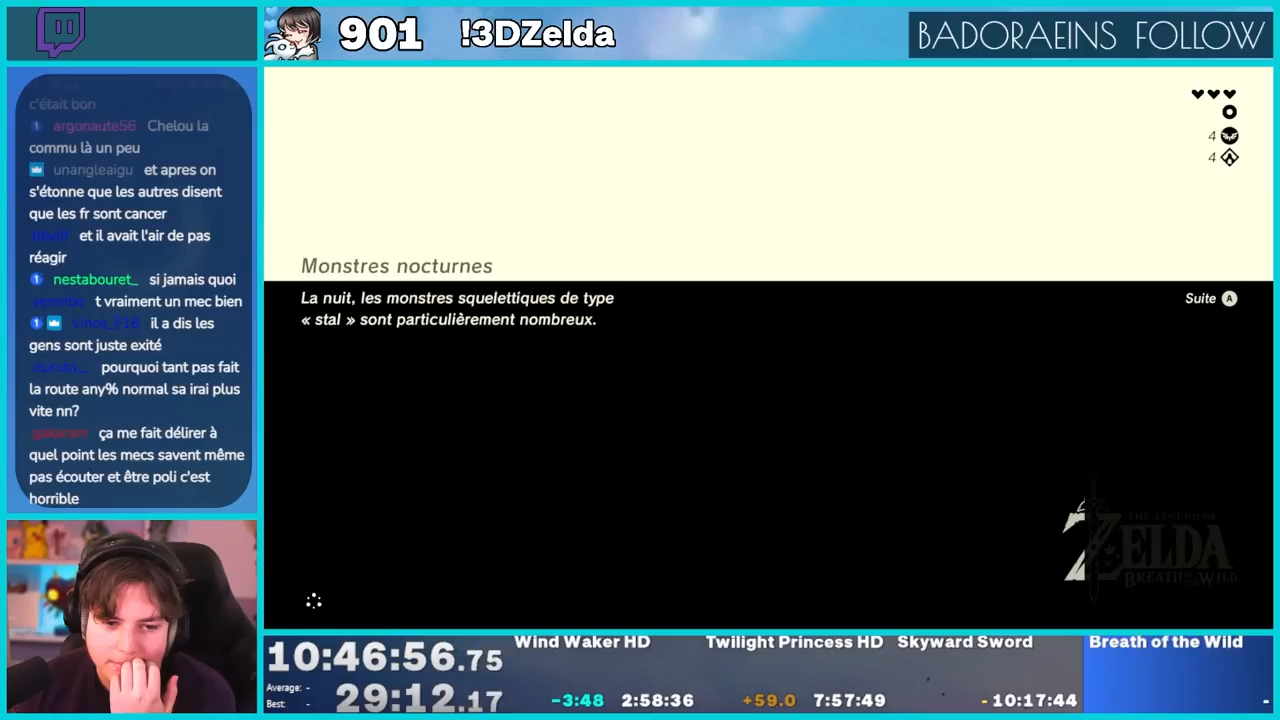 901 !3DZelda
BADORAEINS FOLLOW
c'était bon
argonaute56 Chelou la
commu là un peu
unangleaigu et apres on
s'étonne que les autres disent
que les fr sont cancer
et il avait l'air de pas
réagir
nestabouret_ si jamais quoi
t vraiment un mec bien
Vince_F18 il a dis les
gens sont juste exité
pourquoi tant pas fait
la route any% normal sa irai plus
vite nn?
ça me fait délirer à
quel point les mecs savent même
pas écouter et être poli c'est
horrible
4
4
Monstres nocturnes
La nuit, les monstres squelettiques de type
« stal » sont particulièrement nombreux.
Suite A
THE LEGEND OF
ZELDA
BREATH OF THE WILD
10:46:56.75
Average: -
Best: -
29:12.17
Wind Waker HD
-3:48 2:58:36
Twilight Princess HD
+59.0 7:57:49
Skyward Sword
- 10:17:44
Breath of the Wild
-